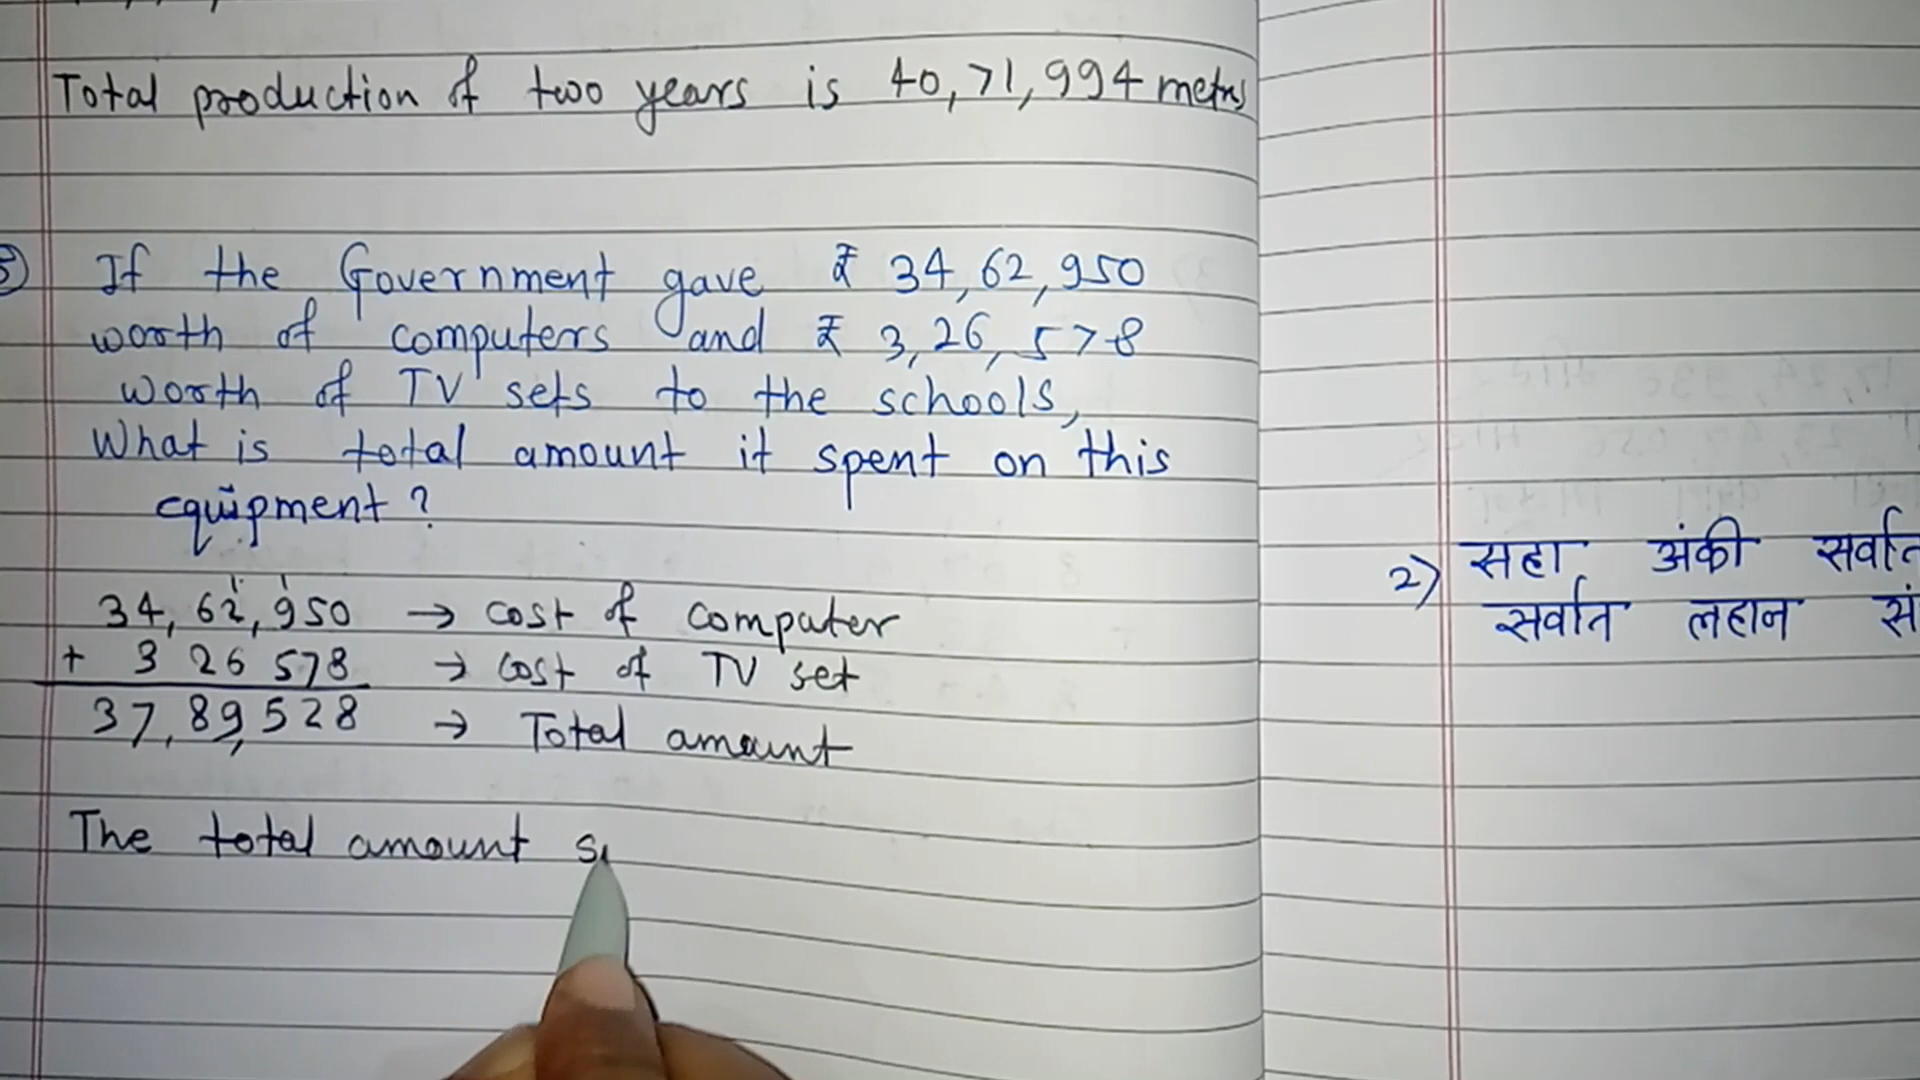 Total production of two years is 40,71,994 metrs
5) If the Government gave ₹ 34,62,950
worth of computers and ₹ 3,26,578
worth of TV sets to the schools,
What is total amount it spent on this
equipment ?
1 1
34,62,950 → cost of computer
+ 3 26 578 → cost of TV set
37,89,528 → Total amount
The total amount s
2) सहा अंकी
सर्वात लहान